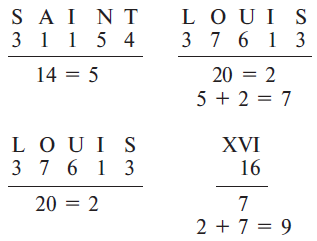 S A I N T
3 1 1 5 4
14 = 5
L O U I S
3 7 6 1 3
20 = 2
5 + 2 = 7
L O U I S
3 7 6 1 3
20 = 2
XVI
16
7
2 + 7 = 9